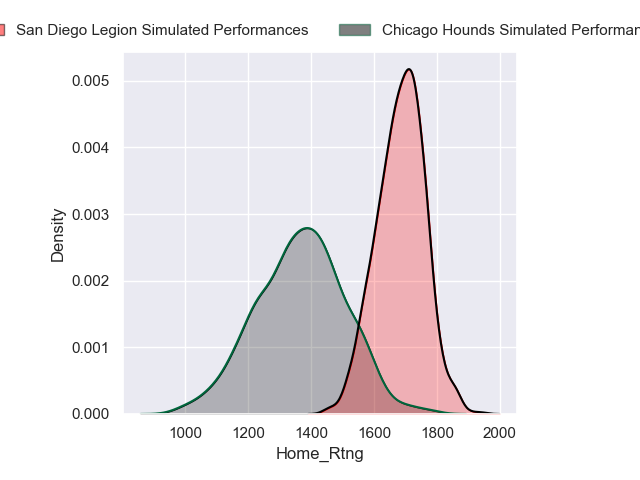 San Diego Legion Simulated Performances
Chicago Hounds Simulated
0.005
0.004
0.003
0.002
0.001
0.000
Density
1000 1200 1400 1600 1800 2000
Home_Rtng